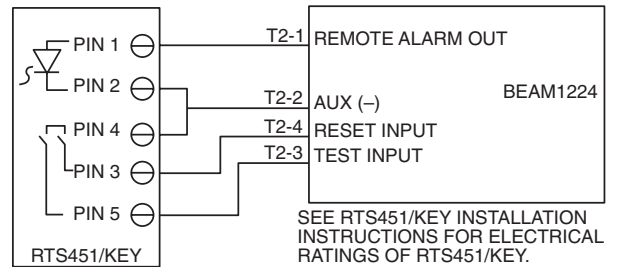 PIN 1
T2-1
REMOTE ALARM OUT
PIN 2
T2-2
AUX (–)
BEAM1224
PIN 4
T2-4
RESET INPUT
PIN 3
T2-3
TEST INPUT
PIN 5
RTS451/KEY
SEE RTS451/KEY INSTALLATION
INSTRUCTIONS FOR ELECTRICAL
RATINGS OF RTS451/KEY.